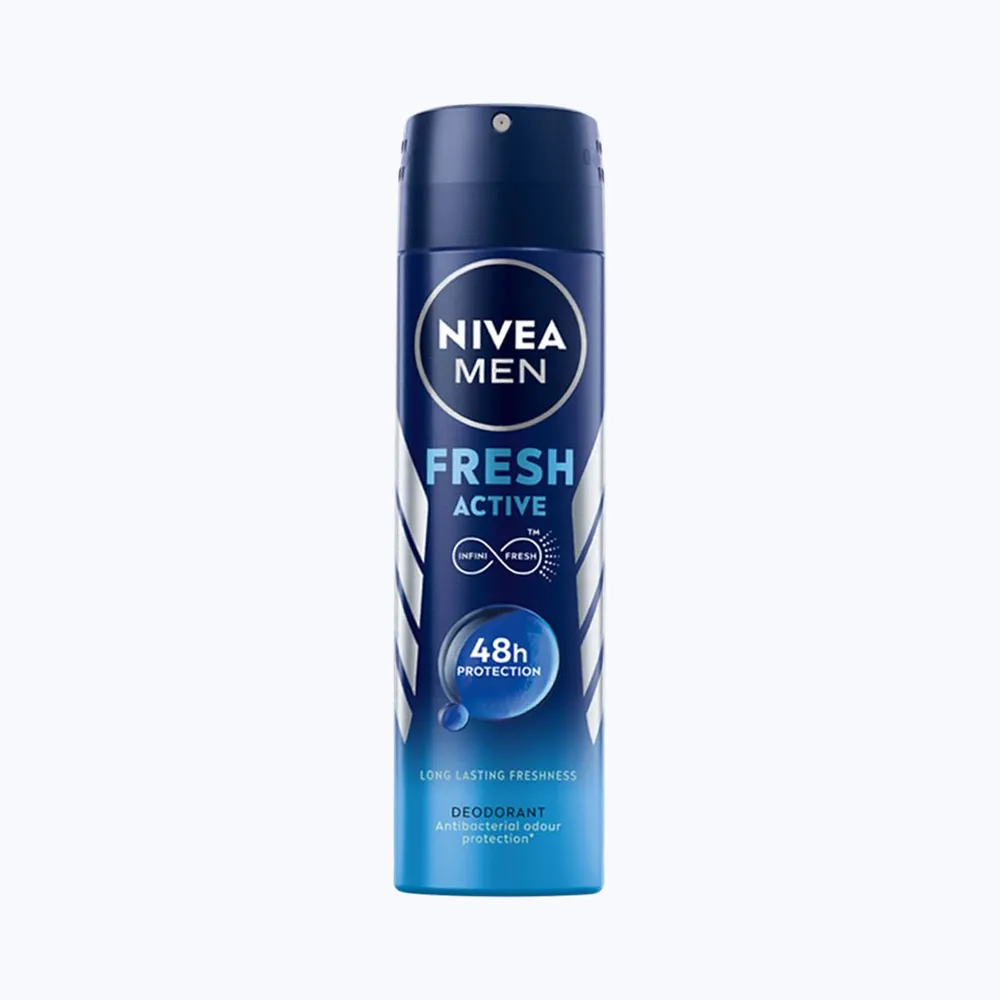 NIVEA
MEN
FRESH
ACTIVE
TM
INFINI FRESH
48h
PROTECTION
LONG LASTING FRESHNESS
DEODORANT
Antibacterial odour
protection*